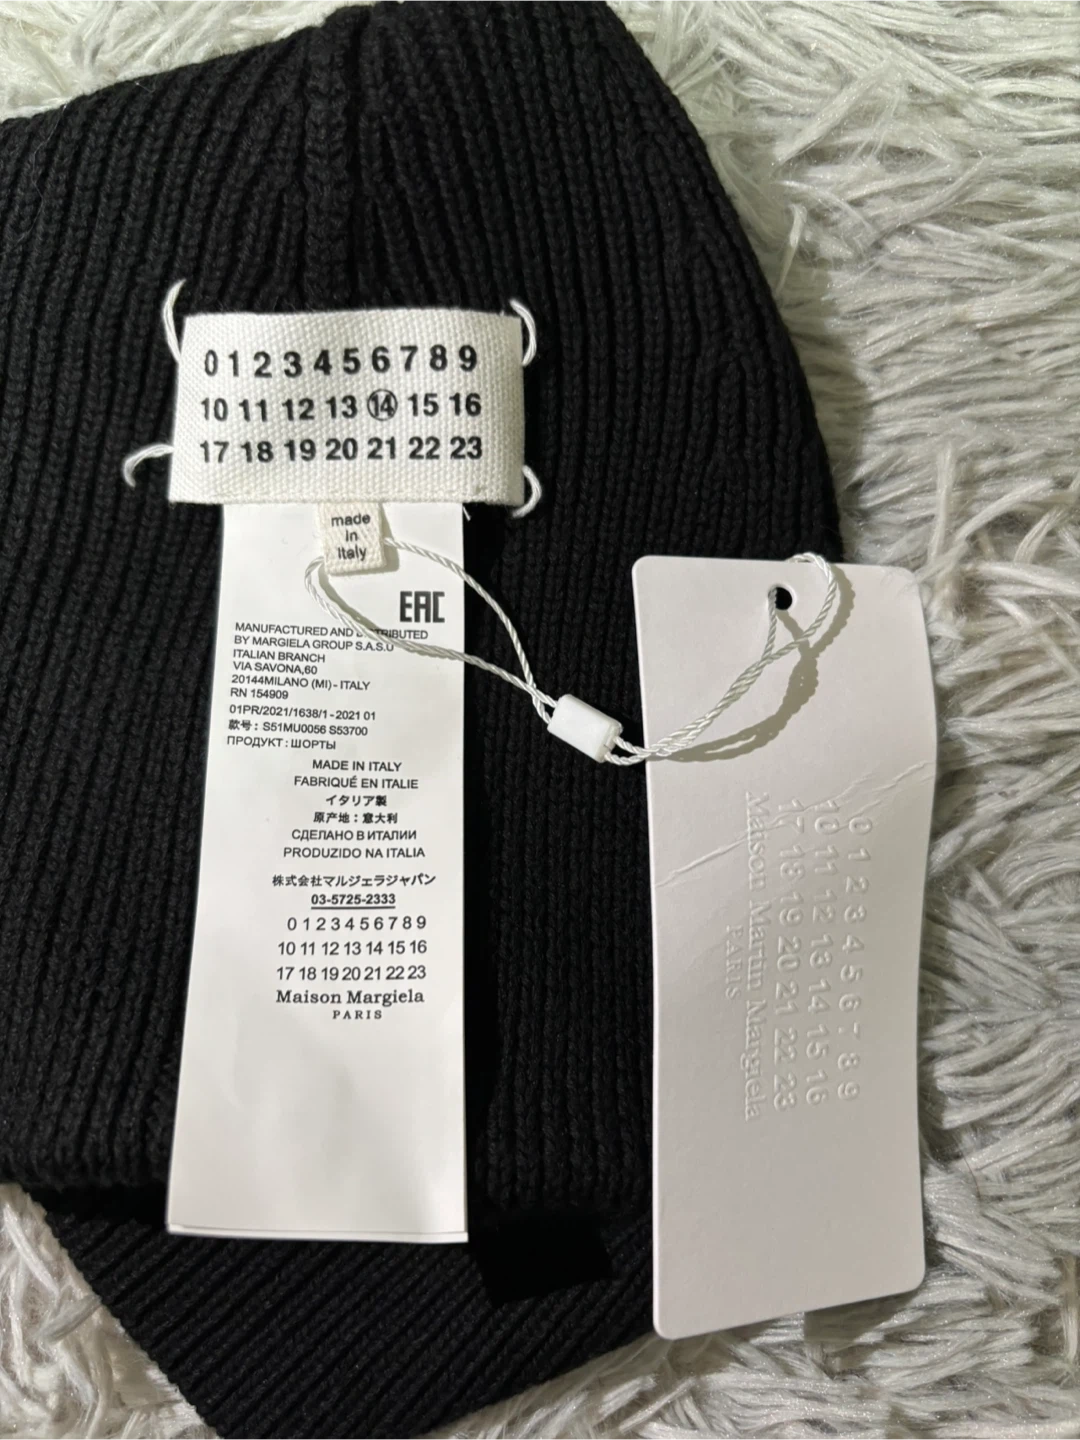 0 1 2 3 4 5 6 7 8 9
10 11 12 13 14 15 16
17 18 19 20 21 22 23
made
in
Italy
EAC
MANUFACTURED AND DISTRIBUTED
BY MARGIELA GROUP S.A.S.U
ITALIAN BRANCH
VIA SAVONA,60
20144MILANO (MI) - ITALY
RN 154909
01PR/2021/1638/1 - 2021 01
款号: S51MU0056 S53700
ПРОДУКТ : ШОРТЫ
MADE IN ITALY
FABRIQUÉ EN ITALIE
イタリア製
原产地: 意大利
СДЕЛАНО В ИТАЛИИ
PRODUZIDO NA ITALIA
株式会社マルジェラジャパン
03-5725-2333
0 1 2 3 4 5 6 7 8 9
10 11 12 13 14 15 16
17 18 19 20 21 22 23
Maison Margiela
PARIS
0 1 2 3 4 5 6 7 8 9
10 11 12 13 14 15 16
17 18 19 20 21 22 23
Maison Martin Margiela
PARIS